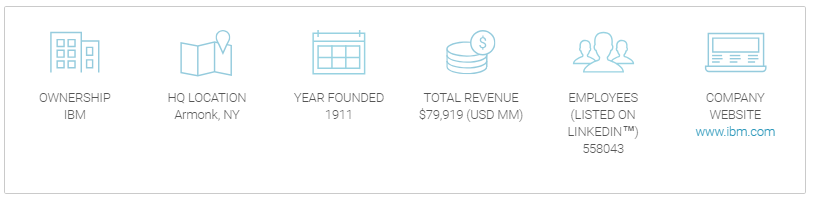 $
OWNERSHIP
IBM
HQ LOCATION
Armonk, NY
YEAR FOUNDED
1911
TOTAL REVENUE
$79,919 (USD MM)
EMPLOYEES
(LISTED ON
LINKEDIN™)
558043
COMPANY
WEBSITE
www.ibm.com